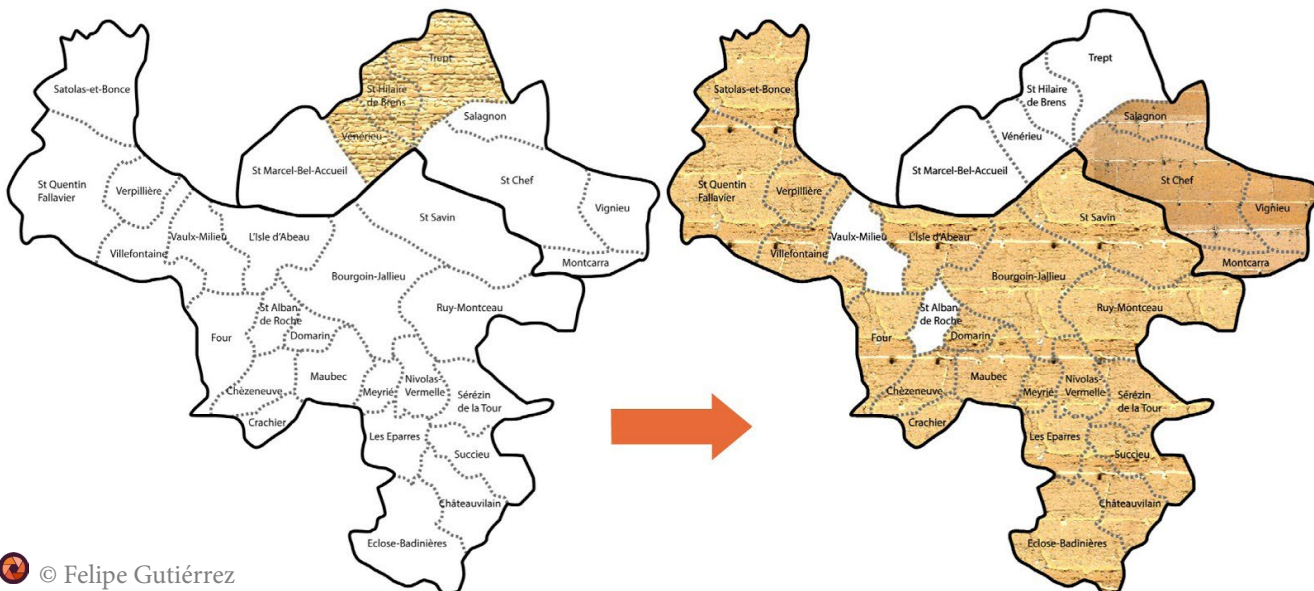 Trept
St Hilaire
de Brens
Satolas-et-Bonce
Salagnon
Vénérieu
St Marcel-Bel-Accueil
St Quentin
Fallavier
Verpillière
St Chef
Vignieu
St Savin
Vaulx-Milieu
L'Isle d'Abeau
Villefontaine
Montcarra
Bourgoin-Jallieu
St Alban
de Roche
Ruy-Montceau
Four
Domarin
Maubec
Chèzeneuve
Meyrié
Nivolas-
Vermelle
Sérézin
de la Tour
Crachier
Les Eparres
Succieu
Châteauvilain
Eclose-Badinières
Trept
St Hilaire
de Brens
Satolas-et-Bonce
Salagnon
Vénérieu
St Marcel-Bel-Accueil
St Quentin
Fallavier
Verpillière
St Chef
Vignieu
St Savin
Vaulx-Milieu
L'Isle d'Abeau
Villefontaine
Montcarra
Bourgoin-Jallieu
St Alban
de Roche
Ruy-Montceau
Four
Domarin
Maubec
Chèzeneuve
Meyrié
Nivolas-
Vermelle
Sérézin
de la Tour
Crachier
Les Eparres
Succieu
Châteauvilain
Eclose-Badinières
© Felipe Gutiérrez